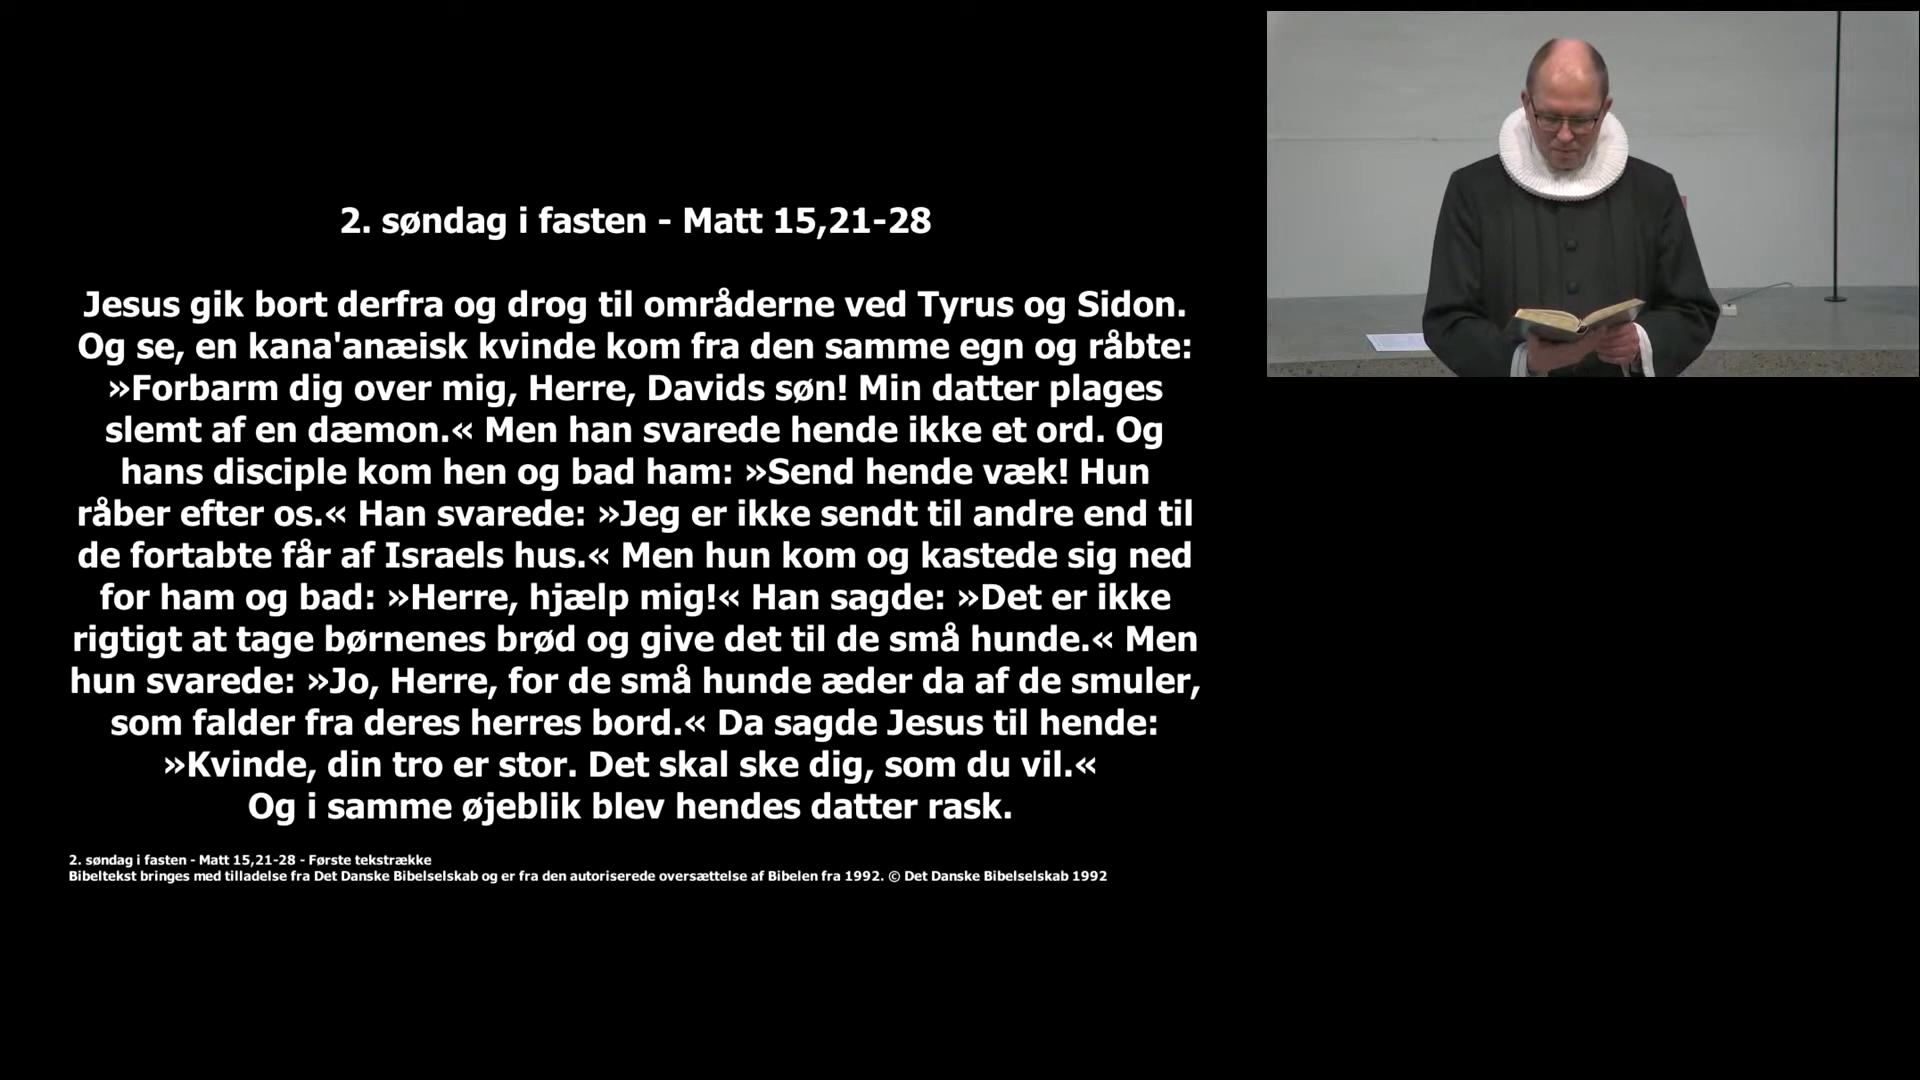 2. søndag i fasten - Matt 15,21-28
Jesus gik bort derfra og drog til områderne ved Tyrus og Sidon.
Og se, en kana'anæisk kvinde kom fra den samme egn og råbte:
»Forbarm dig over mig, Herre, Davids søn! Min datter plages
slemt af en dæmon.« Men han svarede hende ikke et ord. Og
hans disciple kom hen og bad ham: »Send hende væk! Hun
råber efter os.« Han svarede: »Jeg er ikke sendt til andre end til
de fortabte får af Israels hus.« Men hun kom og kastede sig ned
for ham og bad: »Herre, hjælp mig!« Han sagde: »Det er ikke
rigtigt at tage børnenes brød og give det til de små hunde.« Men
hun svarede: »Jo, Herre, for de små hunde æder da af de smuler,
som falder fra deres herres bord.« Da sagde Jesus til hende:
»Kvinde, din tro er stor. Det skal ske dig, som du vil.«
Og i samme øjeblik blev hendes datter rask.
2. søndag i fasten - Matt 15,21-28 - Første tekstrække
Bibeltekst bringes med tilladelse fra Det Danske Bibelselskab og er fra den autoriserede oversættelse af Bibelen fra 1992. © Det Danske Bibelselskab 1992